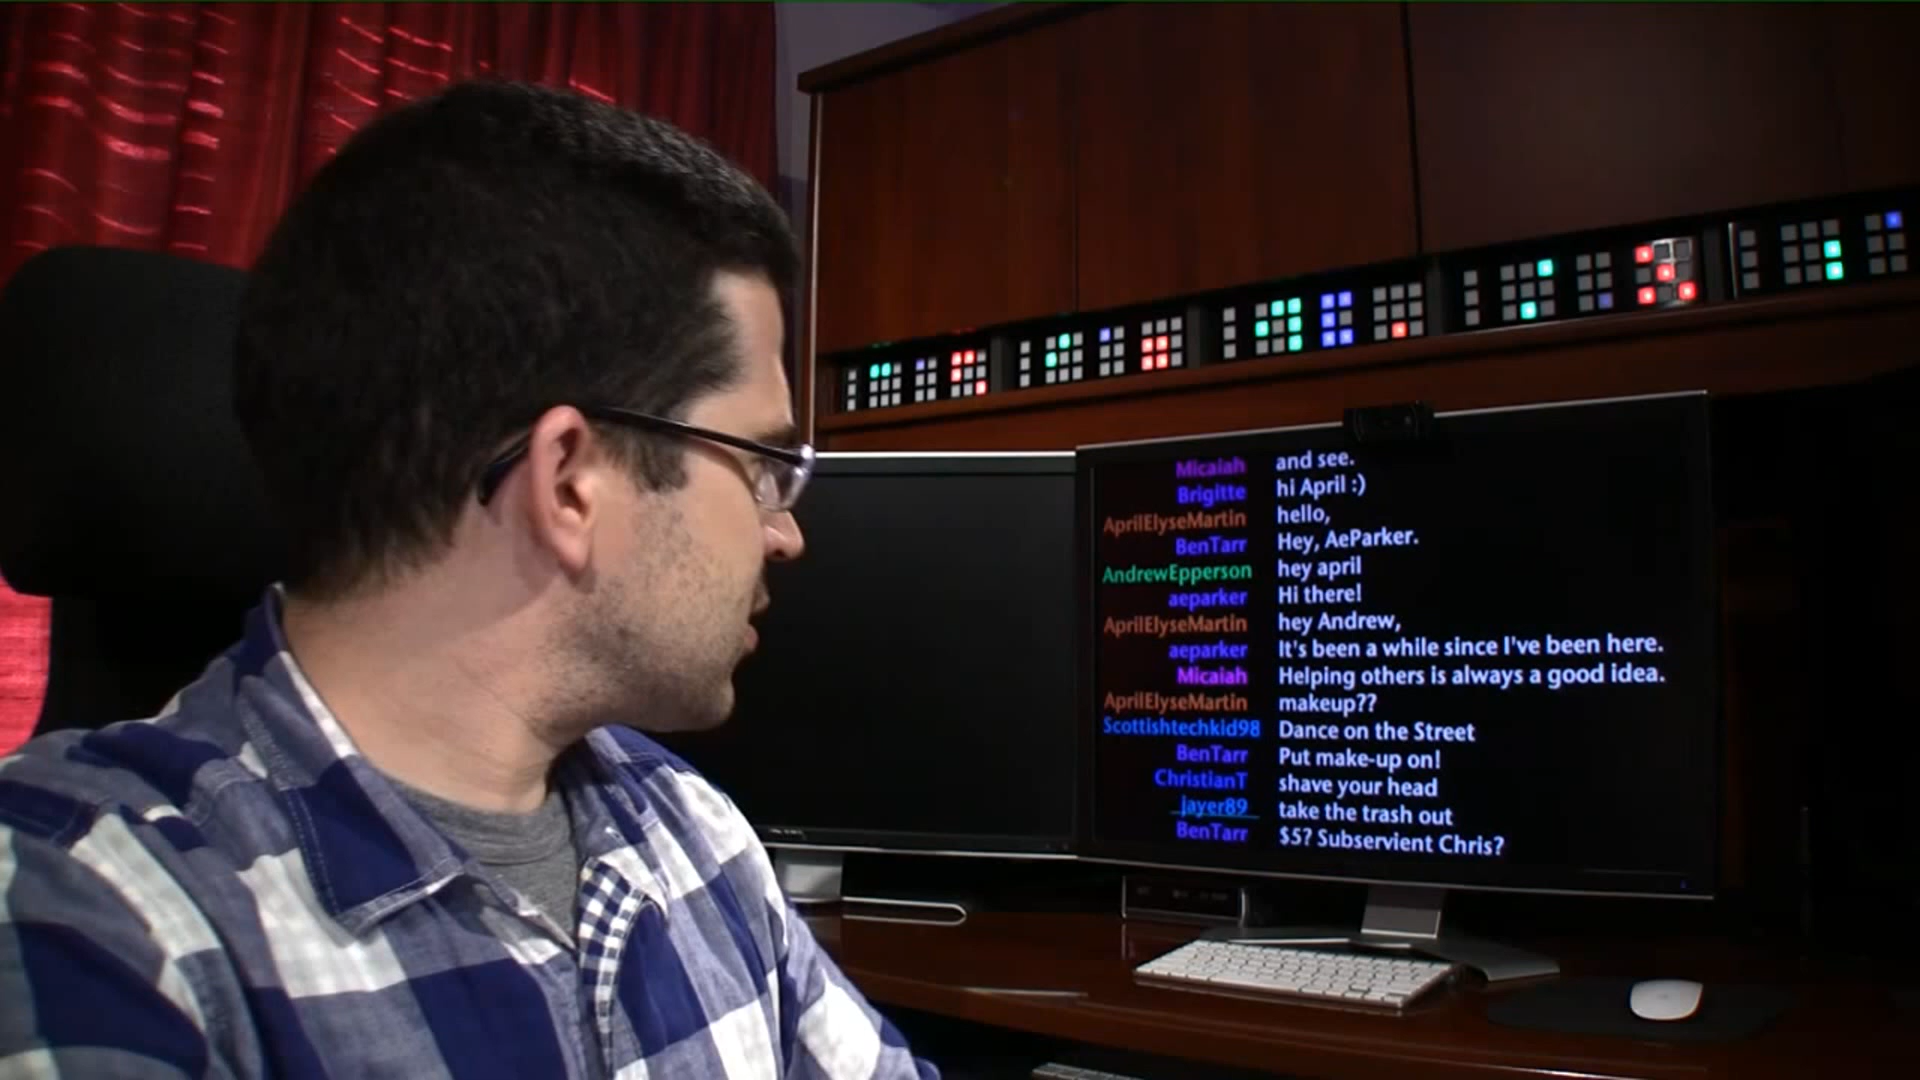 Micaiah and see.
Brigitte hi April :)
AprilElyseMartin hello,
BenTarr Hey, AeParker.
AndrewEpperson hey april
aeparker Hi there!
AprilElyseMartin hey Andrew,
aeparker It's been a while since I've been here.
Micaiah Helping others is always a good idea.
AprilElyseMartin makeup??
Scottishtechkid98 Dance on the Street
BenTarr Put make-up on!
ChristianT shave your head
jayer89 take the trash out
BenTarr $5? Subservient Chris?